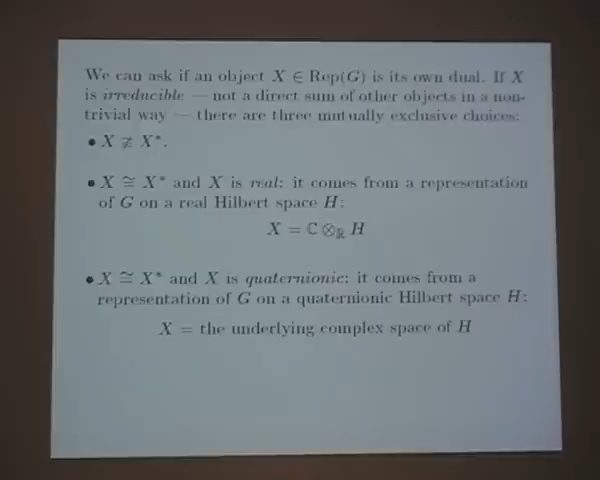 We can ask if an object X ∈ Rep(G) is its own dual. If X
is irreducible — not a direct sum of other objects in a non-
trivial way — there are three mutually exclusive choices:
• X ≇ X*.
• X ≅ X* and X is real: it comes from a representation
of G on a real Hilbert space H:
X = ℂ ⊗ℝ H
• X ≅ X* and X is quaternionic: it comes from a
representation of G on a quaternionic Hilbert space H:
X = the underlying complex space of H